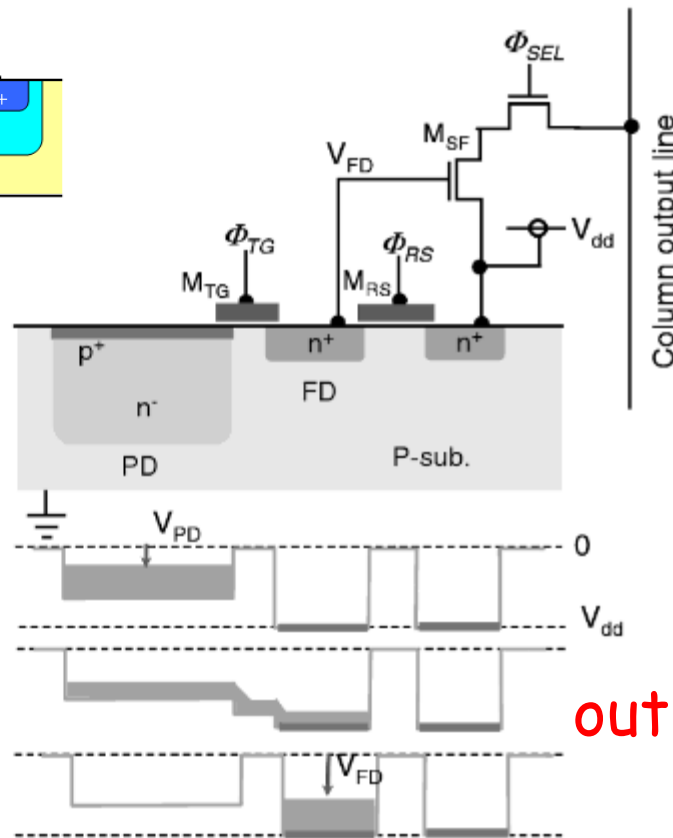 +
Φ_SEL
M_SF
V_FD
Φ_TG
Φ_RS
V_dd
M_TG
M_RS
Column output line
p⁺
n⁺
n⁺
FD
n⁻
PD
P-sub.
V_PD
0
V_dd
out
V_FD